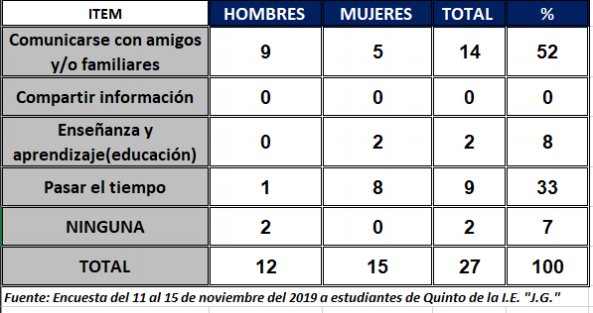 ITEM HOMBRES MUJERES TOTAL %
Comunicarse con amigos
y/o familiares 9 5 14 52
Compartir información 0 0 0 0
Enseñanza y
aprendizaje(educación) 0 2 2 8
Pasar el tiempo 1 8 9 33
NINGUNA 2 0 2 7
TOTAL 12 15 27 100
Fuente: Encuesta del 11 al 15 de noviembre del 2019 a estudiantes de Quinto de la I.E. "J.G."